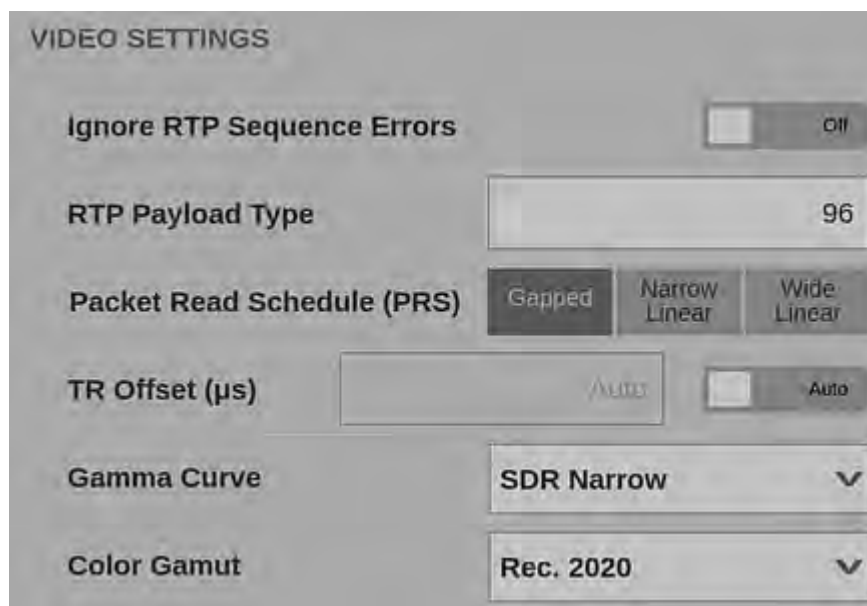 VIDEO SETTINGS
Ignore RTP Sequence Errors
Off
RTP Payload Type
96
Packet Read Schedule (PRS)
Gapped
Narrow
Linear
Wide
Linear
TR Offset (µs)
Auto
Auto
Gamma Curve
SDR Narrow
Color Gamut
Rec. 2020